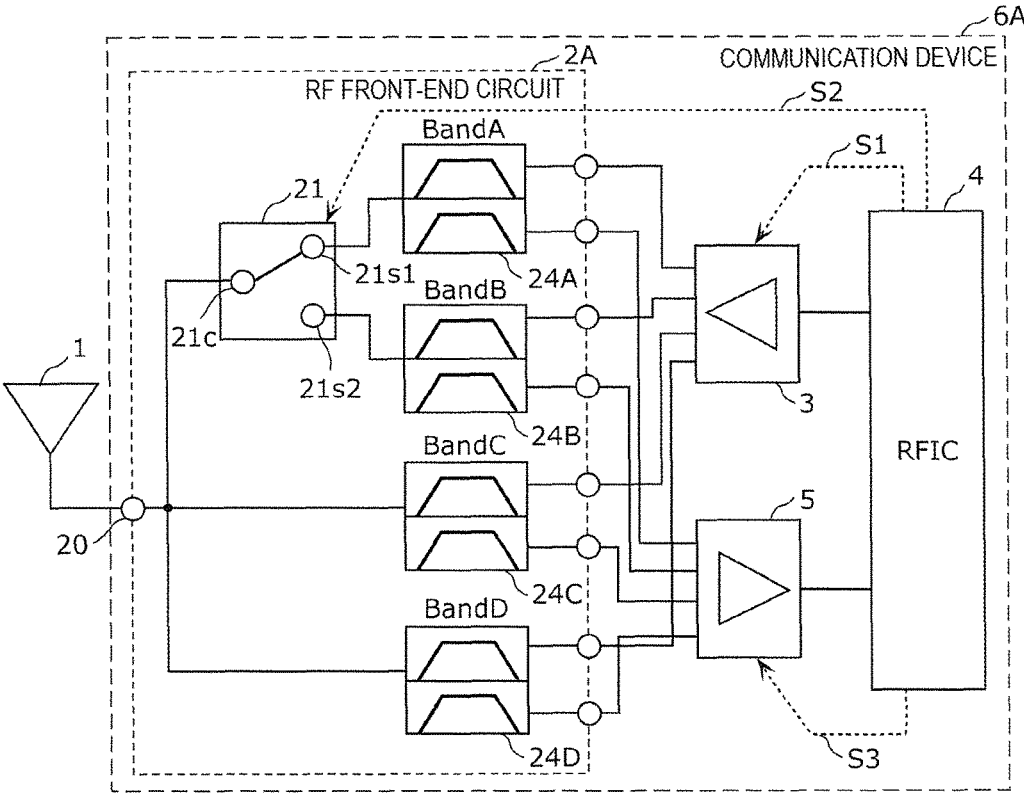 6A
COMMUNICATION DEVICE
2A
RF FRONT-END CIRCUIT
S2
BandA
S1
21
4
21s1
24A
21c
BandB
21s2
1
3
24B
BandC
RFIC
5
20
24C
BandD
24D
S3